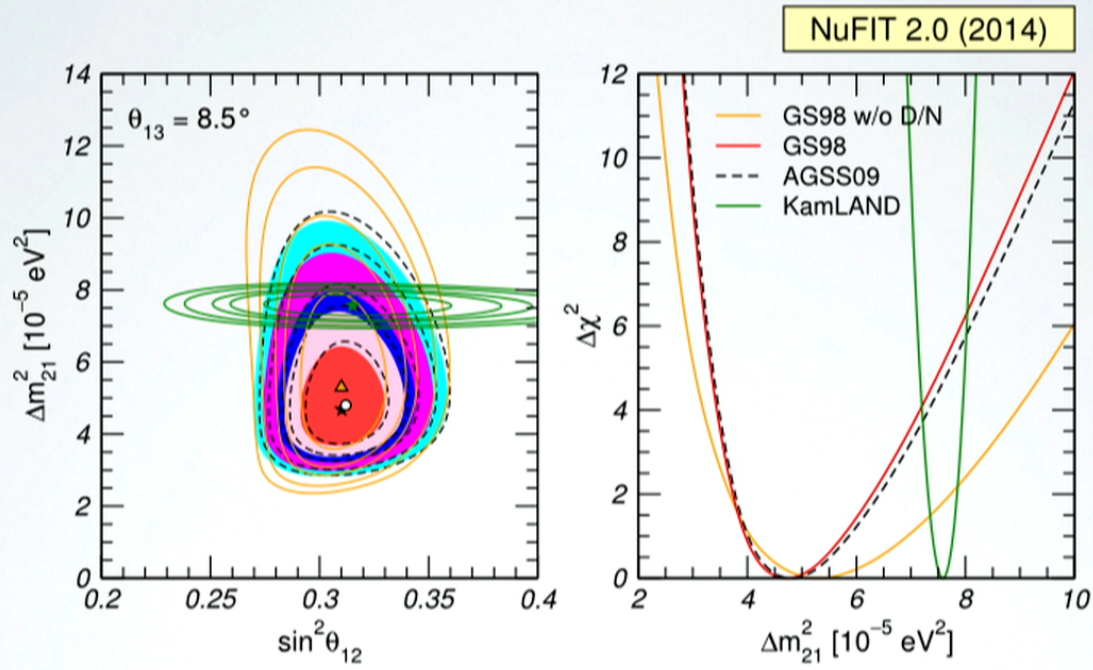 NuFIT 2.0 (2014)
θ₁₃ = 8.5°
14
12
10
8
6
4
2
0
0.2 0.25 0.3 0.35 0.4
Δm²₂₁ [10⁻⁵ eV²]
sin²θ₁₂
GS98 w/o D/N
GS98
AGSS09
KamLAND
12
10
8
6
4
2
0
2 4 6 8 10
Δχ²
Δm²₂₁ [10⁻⁵ eV²]